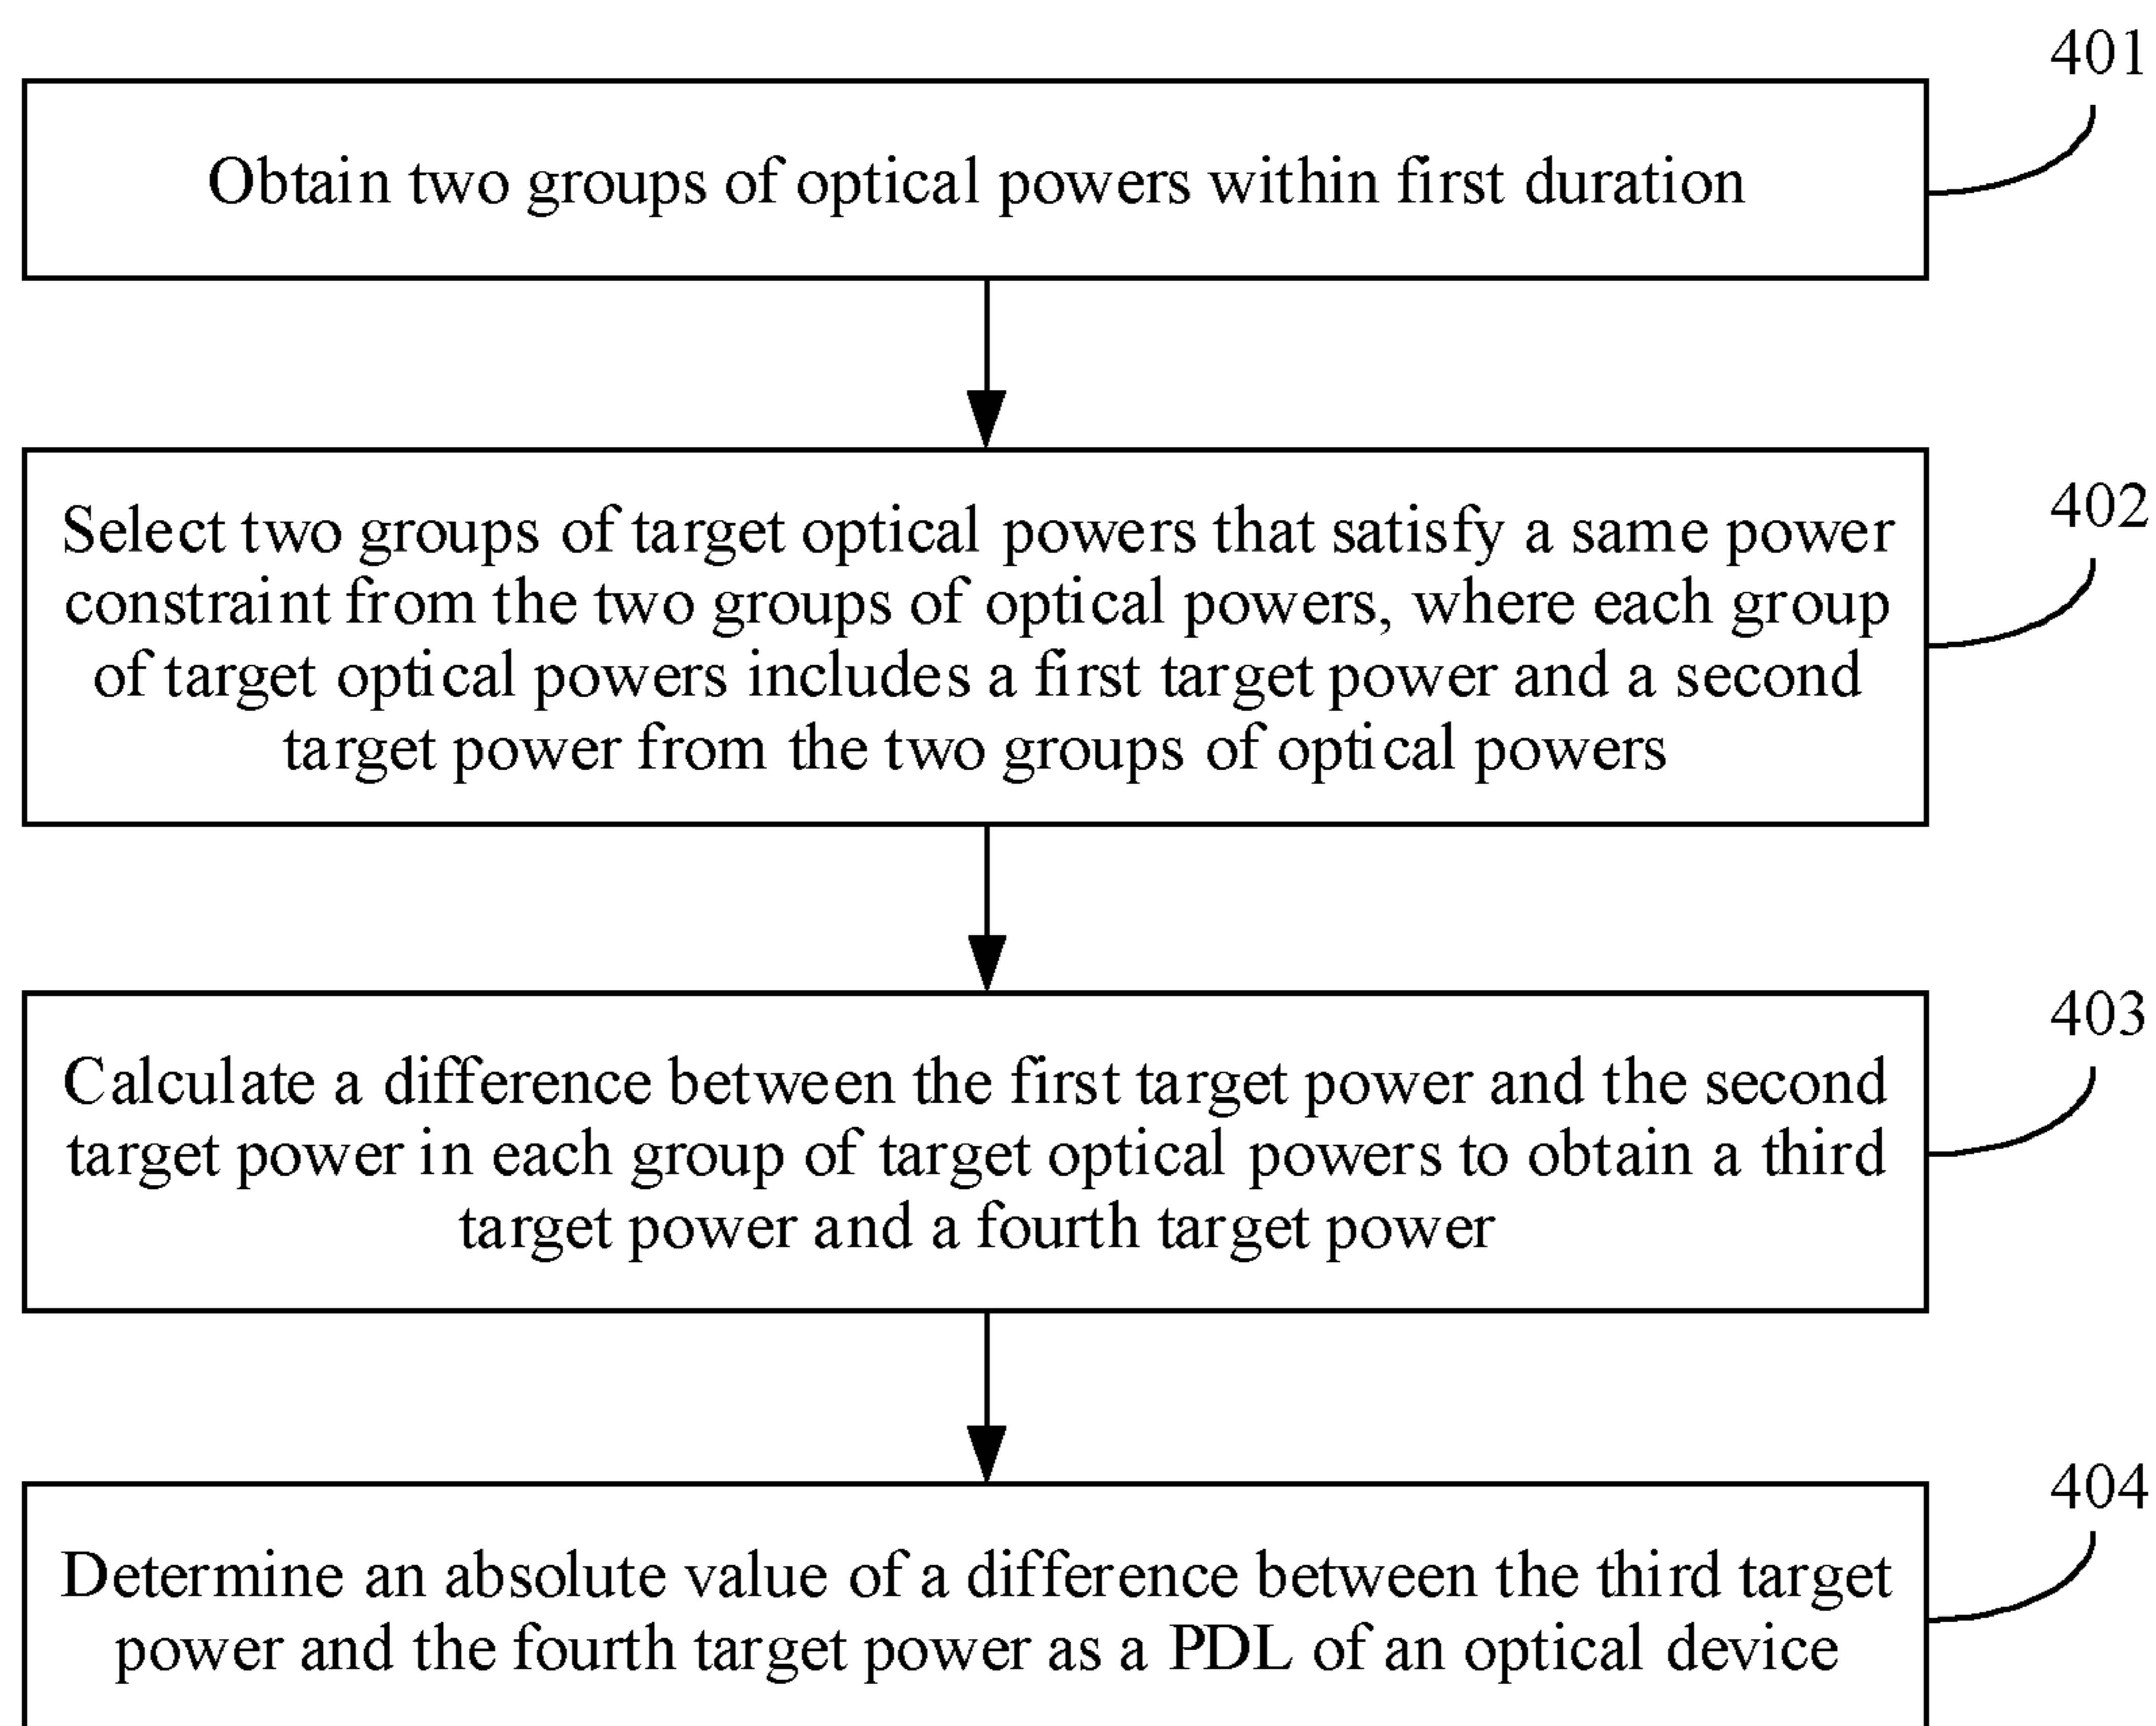 401
Obtain two groups of optical powers within first duration
402
Select two groups of target optical powers that satisfy a same power
constraint from the two groups of optical powers, where each group
of target optical powers includes a first target power and a second
target power from the two groups of optical powers
403
Calculate a difference between the first target power and the second
target power in each group of target optical powers to obtain a third
target power and a fourth target power
404
Determine an absolute value of a difference between the third target
power and the fourth target power as a PDL of an optical device